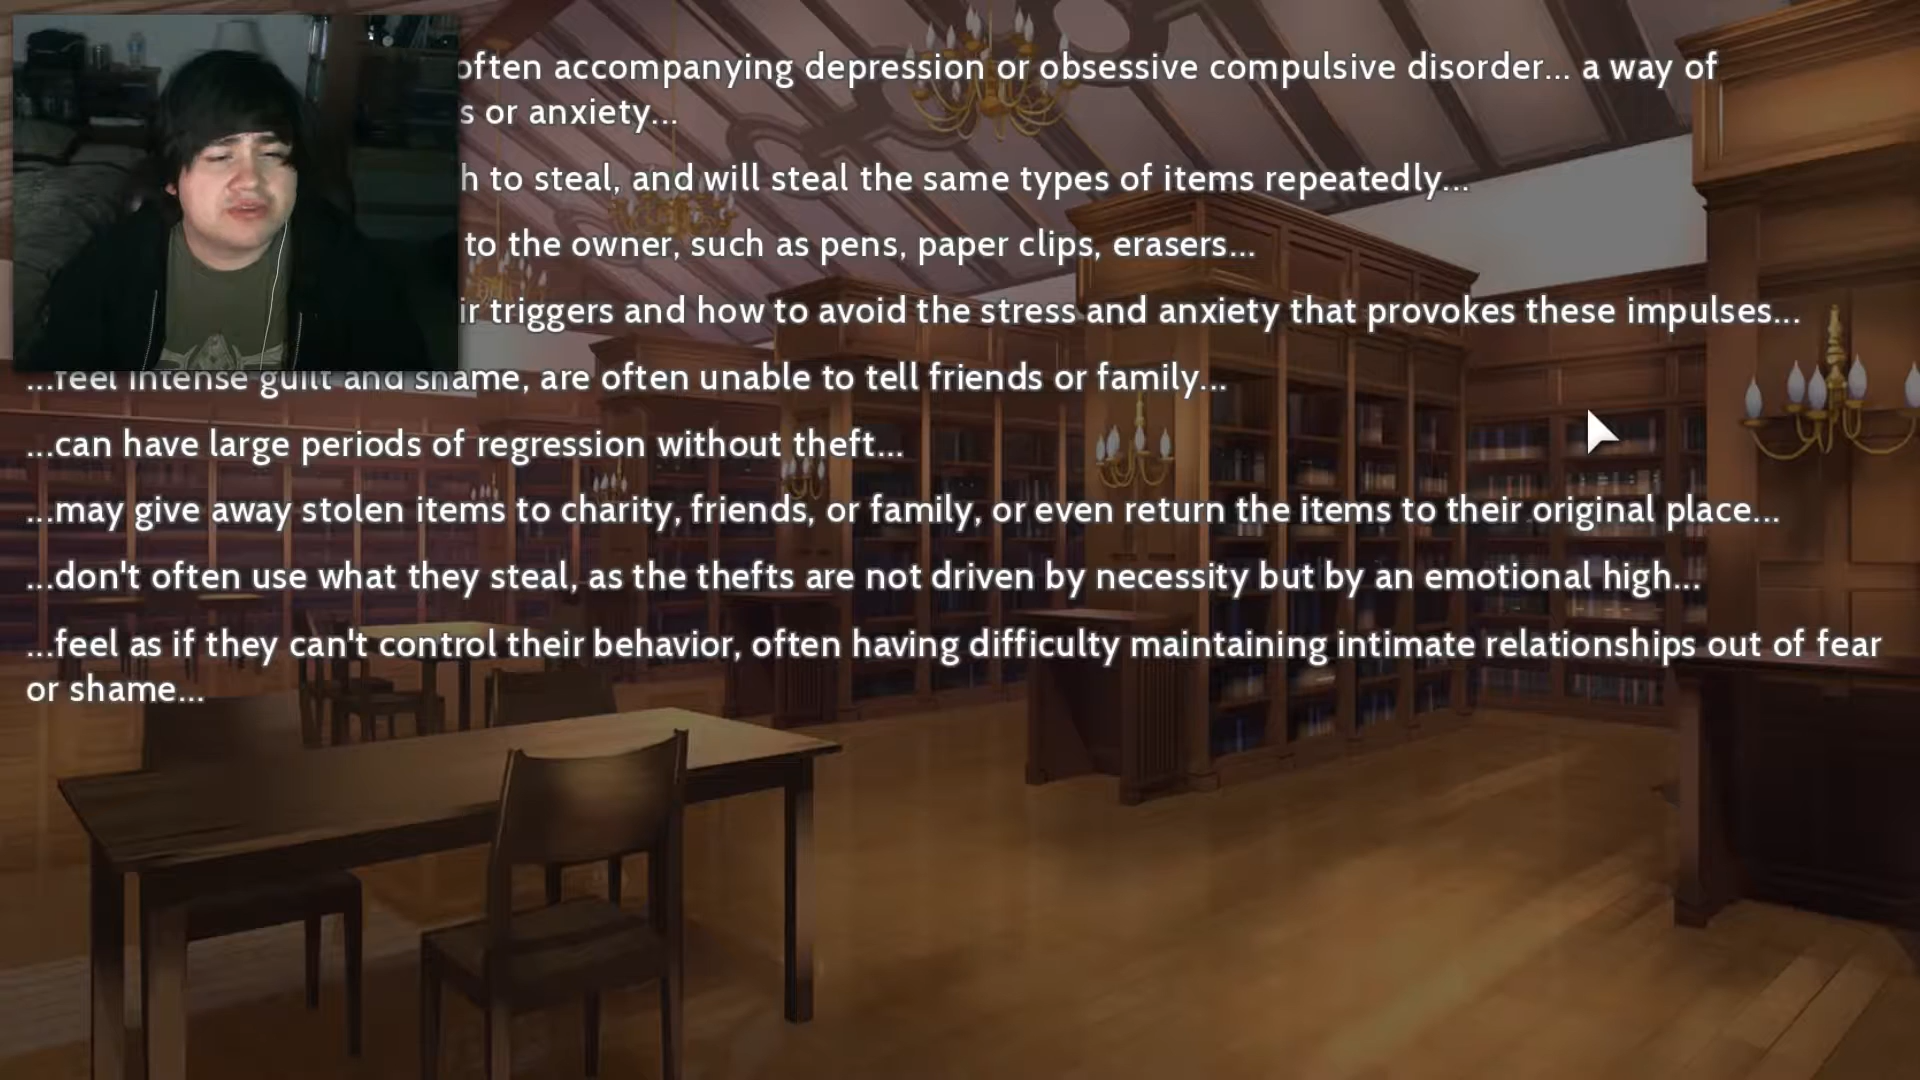 often accompanying depression or obsessive compulsive disorder... a way of
s or anxiety...
h to steal, and will steal the same types of items repeatedly...
to the owner, such as pens, paper clips, erasers...
ir triggers and how to avoid the stress and anxiety that provokes these impulses...
...feel intense guilt and shame, are often unable to tell friends or family...
...can have large periods of regression without theft...
...may give away stolen items to charity, friends, or family, or even return the items to their original place...
...don't often use what they steal, as the thefts are not driven by necessity but by an emotional high...
...feel as if they can't control their behavior, often having difficulty maintaining intimate relationships out of fear
or shame...